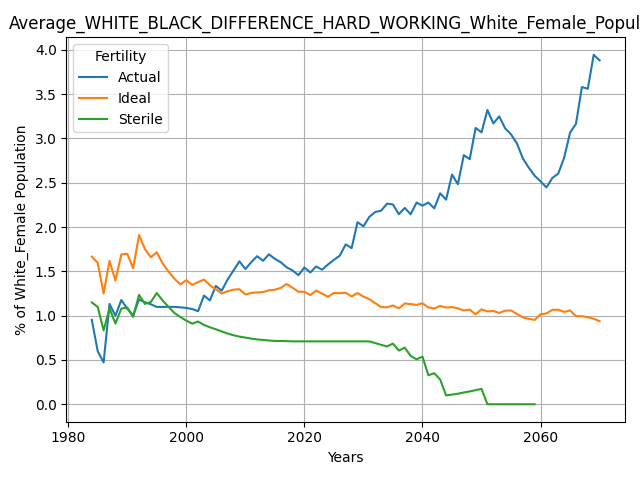 Average_WHITE_BLACK_DIFFERENCE_HARD_WORKING_White_Female_Popul
Fertility
Actual
Ideal
Sterile
% of White_Female Population
4.0
3.5
3.0
2.5
2.0
1.5
1.0
0.5
0.0
1980 2000 2020 2040 2060
Years